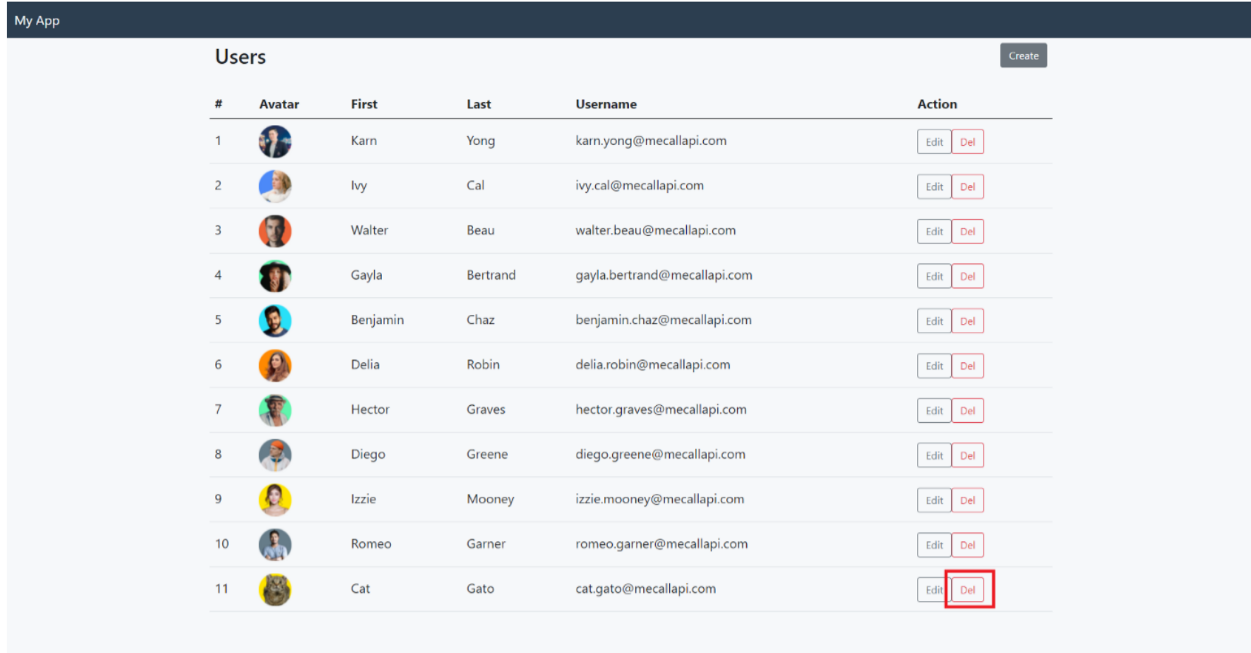 My App
Users Create
# Avatar First Last Username Action
1 Karn Yong karn.yong@mecallapi.com Edit Del
2 Ivy Cal ivy.cal@mecallapi.com Edit Del
3 Walter Beau walter.beau@mecallapi.com Edit Del
4 Gayla Bertrand gayla.bertrand@mecallapi.com Edit Del
5 Benjamin Chaz benjamin.chaz@mecallapi.com Edit Del
6 Delia Robin delia.robin@mecallapi.com Edit Del
7 Hector Graves hector.graves@mecallapi.com Edit Del
8 Diego Greene diego.greene@mecallapi.com Edit Del
9 Izzie Mooney izzie.mooney@mecallapi.com Edit Del
10 Romeo Garner romeo.garner@mecallapi.com Edit Del
11 Cat Gato cat.gato@mecallapi.com Edit Del